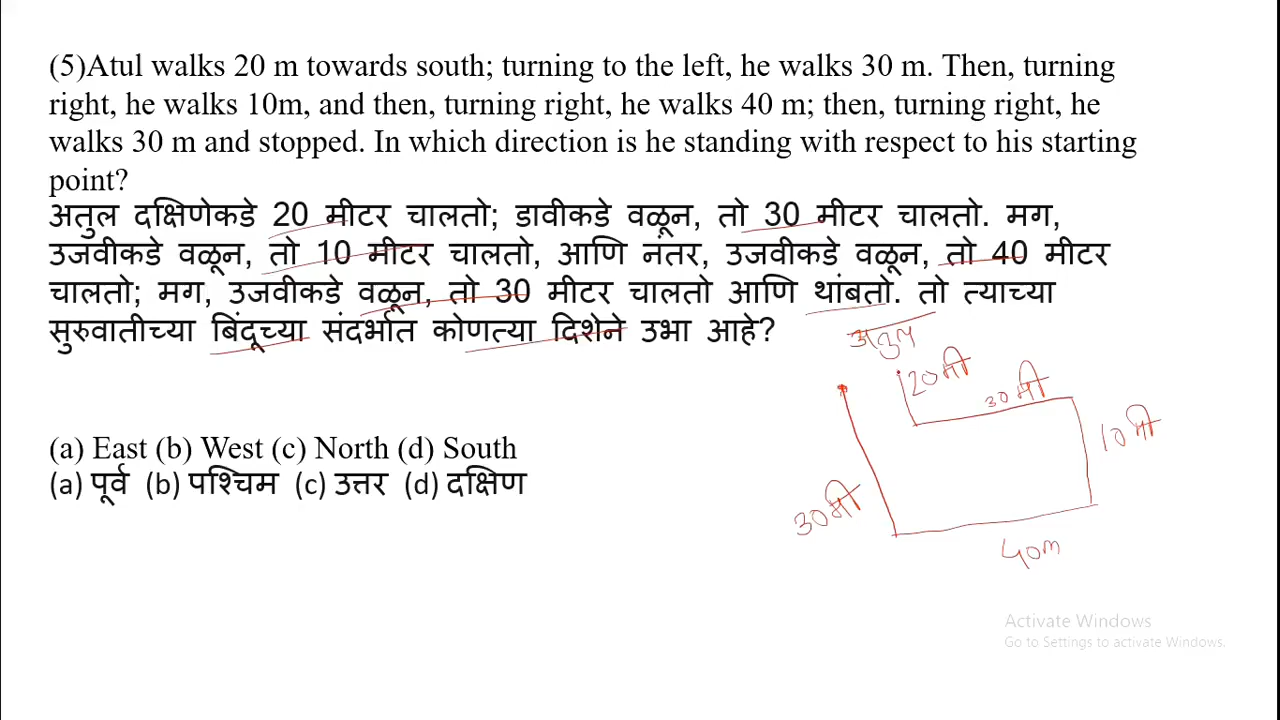 (5)Atul walks 20 m towards south; turning to the left, he walks 30 m. Then, turning
right, he walks 10m, and then, turning right, he walks 40 m; then, turning right, he
walks 30 m and stopped. In which direction is he standing with respect to his starting
point?
अतुल दक्षिणेकडे 20 मीटर चालतो; डावीकडे वळून, तो 30 मीटर चालतो. मग,
उजवीकडे वळून, तो 10 मीटर चालतो, आणि नंतर, उजवीकडे वळून, तो 40 मीटर
चालतो; मग, उजवीकडे वळून, तो 30 मीटर चालतो आणि थांबतो. तो त्याच्या
सुरुवातीच्या बिंदूच्या संदर्भात कोणत्या दिशेने उभा आहे?
अतुल
20मी
30मी
10मी
(a) East (b) West (c) North (d) South
(a) पूर्व (b) पश्चिम (c) उत्तर (d) दक्षिण
30मी
40m
Activate Windows
Go to Settings to activate Windows.